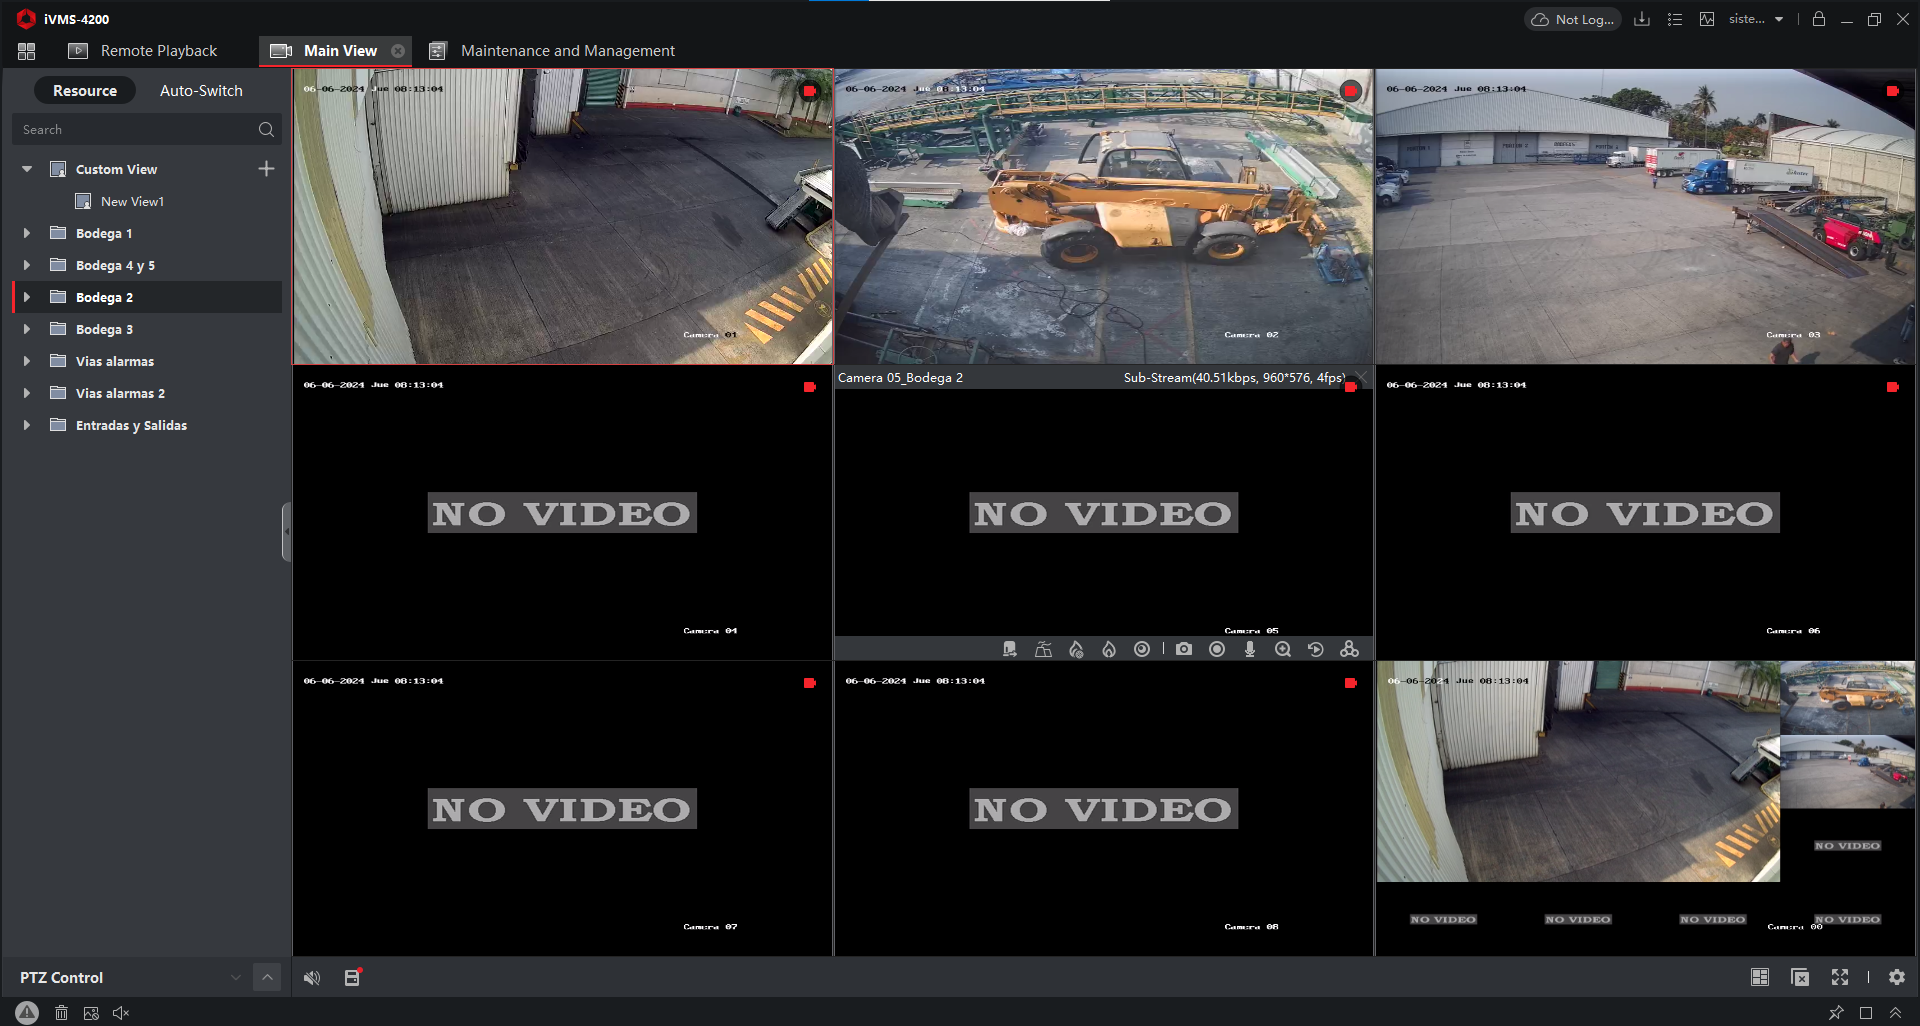 iVMS-4200
Not Log...
siste...
Remote Playback
Main View
Maintenance and Management
Resource
Auto-Switch
Search
Custom View
New View1
Bodega 1
Bodega 4 y 5
Bodega 2
Bodega 3
Vias alarmas
Vias alarmas 2
Entradas y Salidas
PTZ Control
06-06-2024 Jue 08:13:04
Camera 01
06-06-2024 Jue 08:13:04
Camera 02
06-06-2024 Jue 08:13:04
Camera 03
06-06-2024 Jue 08:13:04
NO VIDEO
Camera 04
Camera 05_Bodega 2
Sub-Stream(40.51kbps, 960*576, 4fps)
NO VIDEO
Camera 05
06-06-2024 Jue 08:13:04
NO VIDEO
Camera 06
06-06-2024 Jue 08:13:04
NO VIDEO
Camera 07
06-06-2024 Jue 08:13:04
NO VIDEO
Camera 08
06-06-2024 Jue 08:13:04
NO VIDEO
NO VIDEO
NO VIDEO
NO VIDEO
NO VIDEO
Camera 00